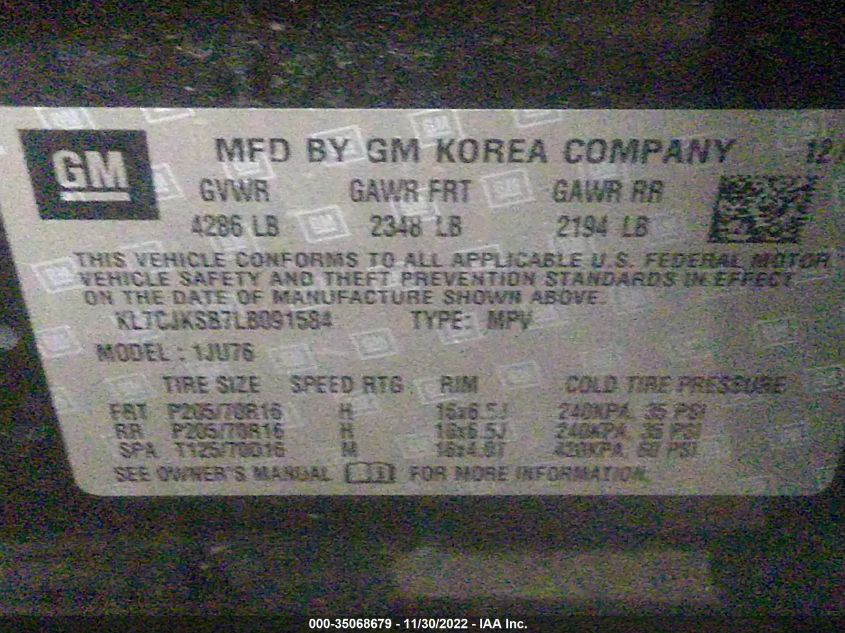 GM
MFD BY GM KOREA COMPANY 12/
GVWR GAWR FRT GAWR RR
4286 LB 2348 LB 2194 LB
THIS VEHICLE CONFORMS TO ALL APPLICABLE U.S. FEDERAL MOTOR
VEHICLE SAFETY AND THEFT PREVENTION STANDARDS IN EFFECT
ON THE DATE OF MANUFACTURE SHOWN ABOVE.
KL7CJKSB7LB091584 TYPE: MPV
MODEL : 1JU76
TIRE SIZE SPEED RTG RIM COLD TIRE PRESSURE
FRT P205/70R16 H 16x6.5J 240KPA, 35 PSI
RR P205/70R16 H 16x6.5J 240KPA, 35 PSI
SPA T125/70D16 M 16x4.0T 420KPA, 60 PSI
SEE OWNER'S MANUAL FOR MORE INFORMATION.
000-35068679 - 11/30/2022 - IAA Inc.